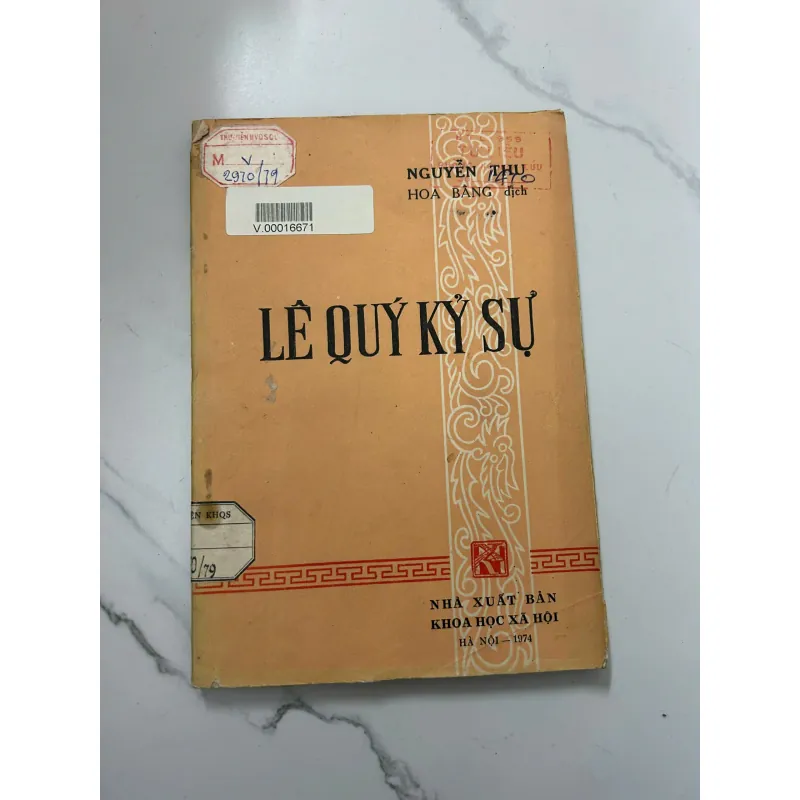 M V
2970/79
V.00016671
NGUYỄN THU
HOA BẰNG dịch
LÊ QUÝ KỶ SỰ
KHQS
/79
NHÀ XUẤT BẢN
KHOA HỌC XÃ HỘI
HÀ NỘI — 1974